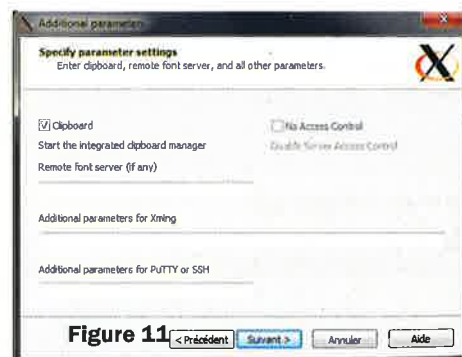 Additional parameters
Specify parameter settings
Enter clipboard, remote font server, and all other parameters.
Clipboard
No Access Control
Start the integrated clipboard manager
Disable Server Access Control
Remote font server (if any)
Additional parameters for Xming
Additional parameters for PuTTY or SSH
Figure 11
< Précédent
Suivant >
Annuler
Aide